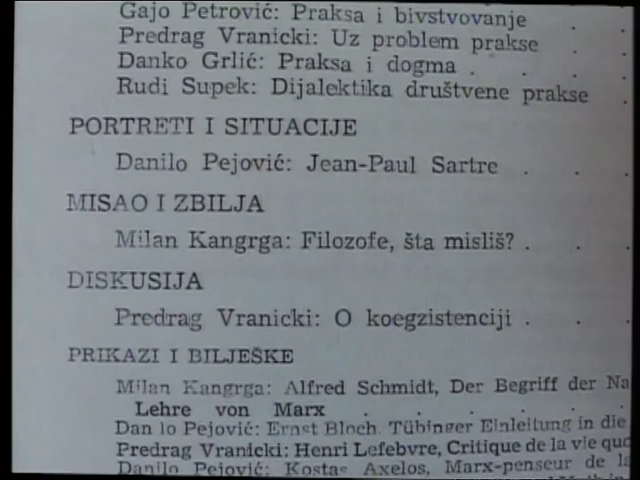 Gajo Petrović: Praksa i bivstvovanje . .
Predrag Vranicki: Uz problem prakse . .
Danko Grlić: Praksa i dogma . . . .
Rudi Supek: Dijalektika društvene prakse .
PORTRETI I SITUACIJE
Danilo Pejović: Jean-Paul Sartre . . .
MISAO I ZBILJA
Milan Kangrga: Filozofe, šta misliš? . . .
DISKUSIJA
Predrag Vranicki: O koegzistenciji . . .
PRIKAZI I BILJEŠKE
Milan Kangrga: Alfred Schmidt, Der Begriff der Na
Lehre von Marx . . . . . .
Danilo Pejović: Ernst Bloch, Tübinger Einleitung in die
Predrag Vranicki: Henri Lefebvre, Critique de la vie quo
Danilo Pejović: Kostas Axelos, Marx-penseur de la